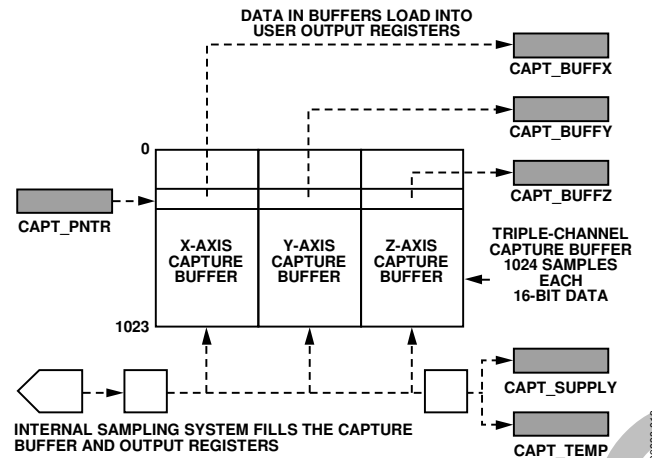 DATA IN BUFFERS LOAD INTO
USER OUTPUT REGISTERS
CAPT_BUFFX
CAPT_BUFFY
0
CAPT_BUFFZ
CAPT_PNTR
X-AXIS
CAPTURE
BUFFER
Y-AXIS
CAPTURE
BUFFER
Z-AXIS
CAPTURE
BUFFER
TRIPLE-CHANNEL
CAPTURE BUFFER
1024 SAMPLES
EACH
16-BIT DATA
1023
CAPT_SUPPLY
INTERNAL SAMPLING SYSTEM FILLS THE CAPTURE
BUFFER AND OUTPUT REGISTERS
CAPT_TEMP